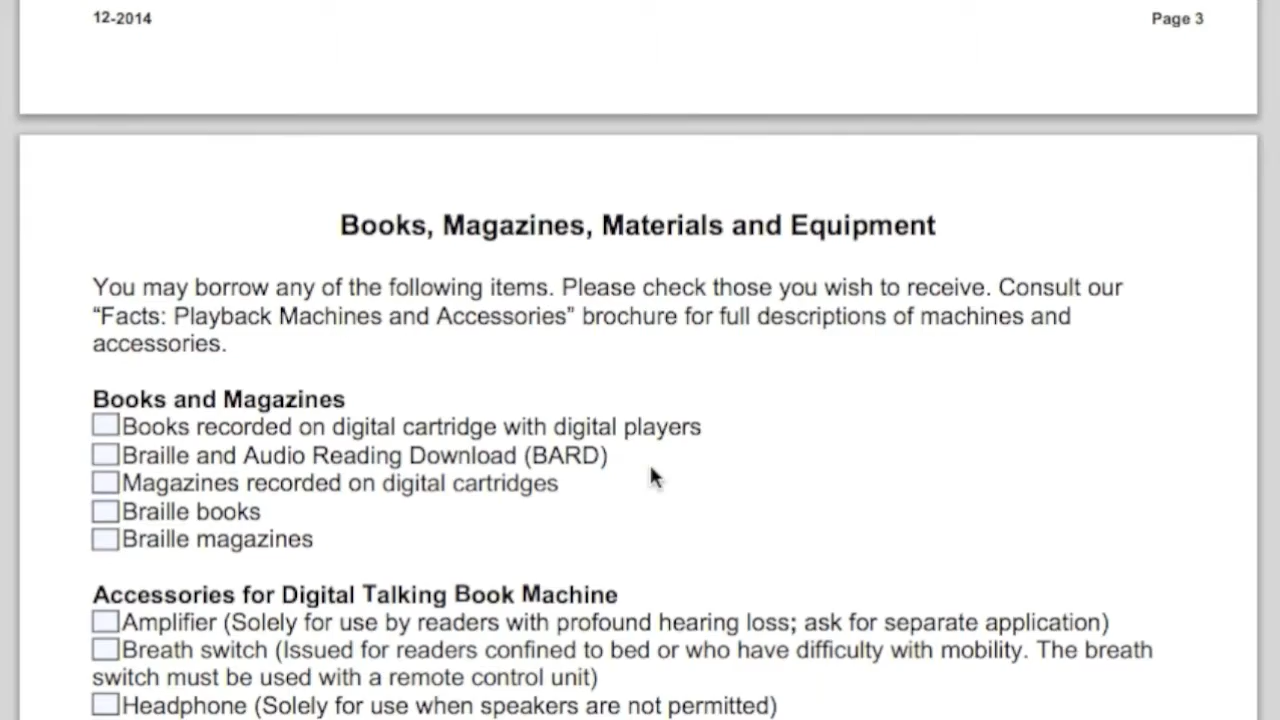 12-2014 Page 3
Books, Magazines, Materials and Equipment
You may borrow any of the following items. Please check those you wish to receive. Consult our
“Facts: Playback Machines and Accessories” brochure for full descriptions of machines and
accessories.
Books and Magazines
Books recorded on digital cartridge with digital players
Braille and Audio Reading Download (BARD)
Magazines recorded on digital cartridges
Braille books
Braille magazines
Accessories for Digital Talking Book Machine
Amplifier (Solely for use by readers with profound hearing loss; ask for separate application)
Breath switch (Issued for readers confined to bed or who have difficulty with mobility. The breath
switch must be used with a remote control unit)
Headphone (Solely for use when speakers are not permitted)